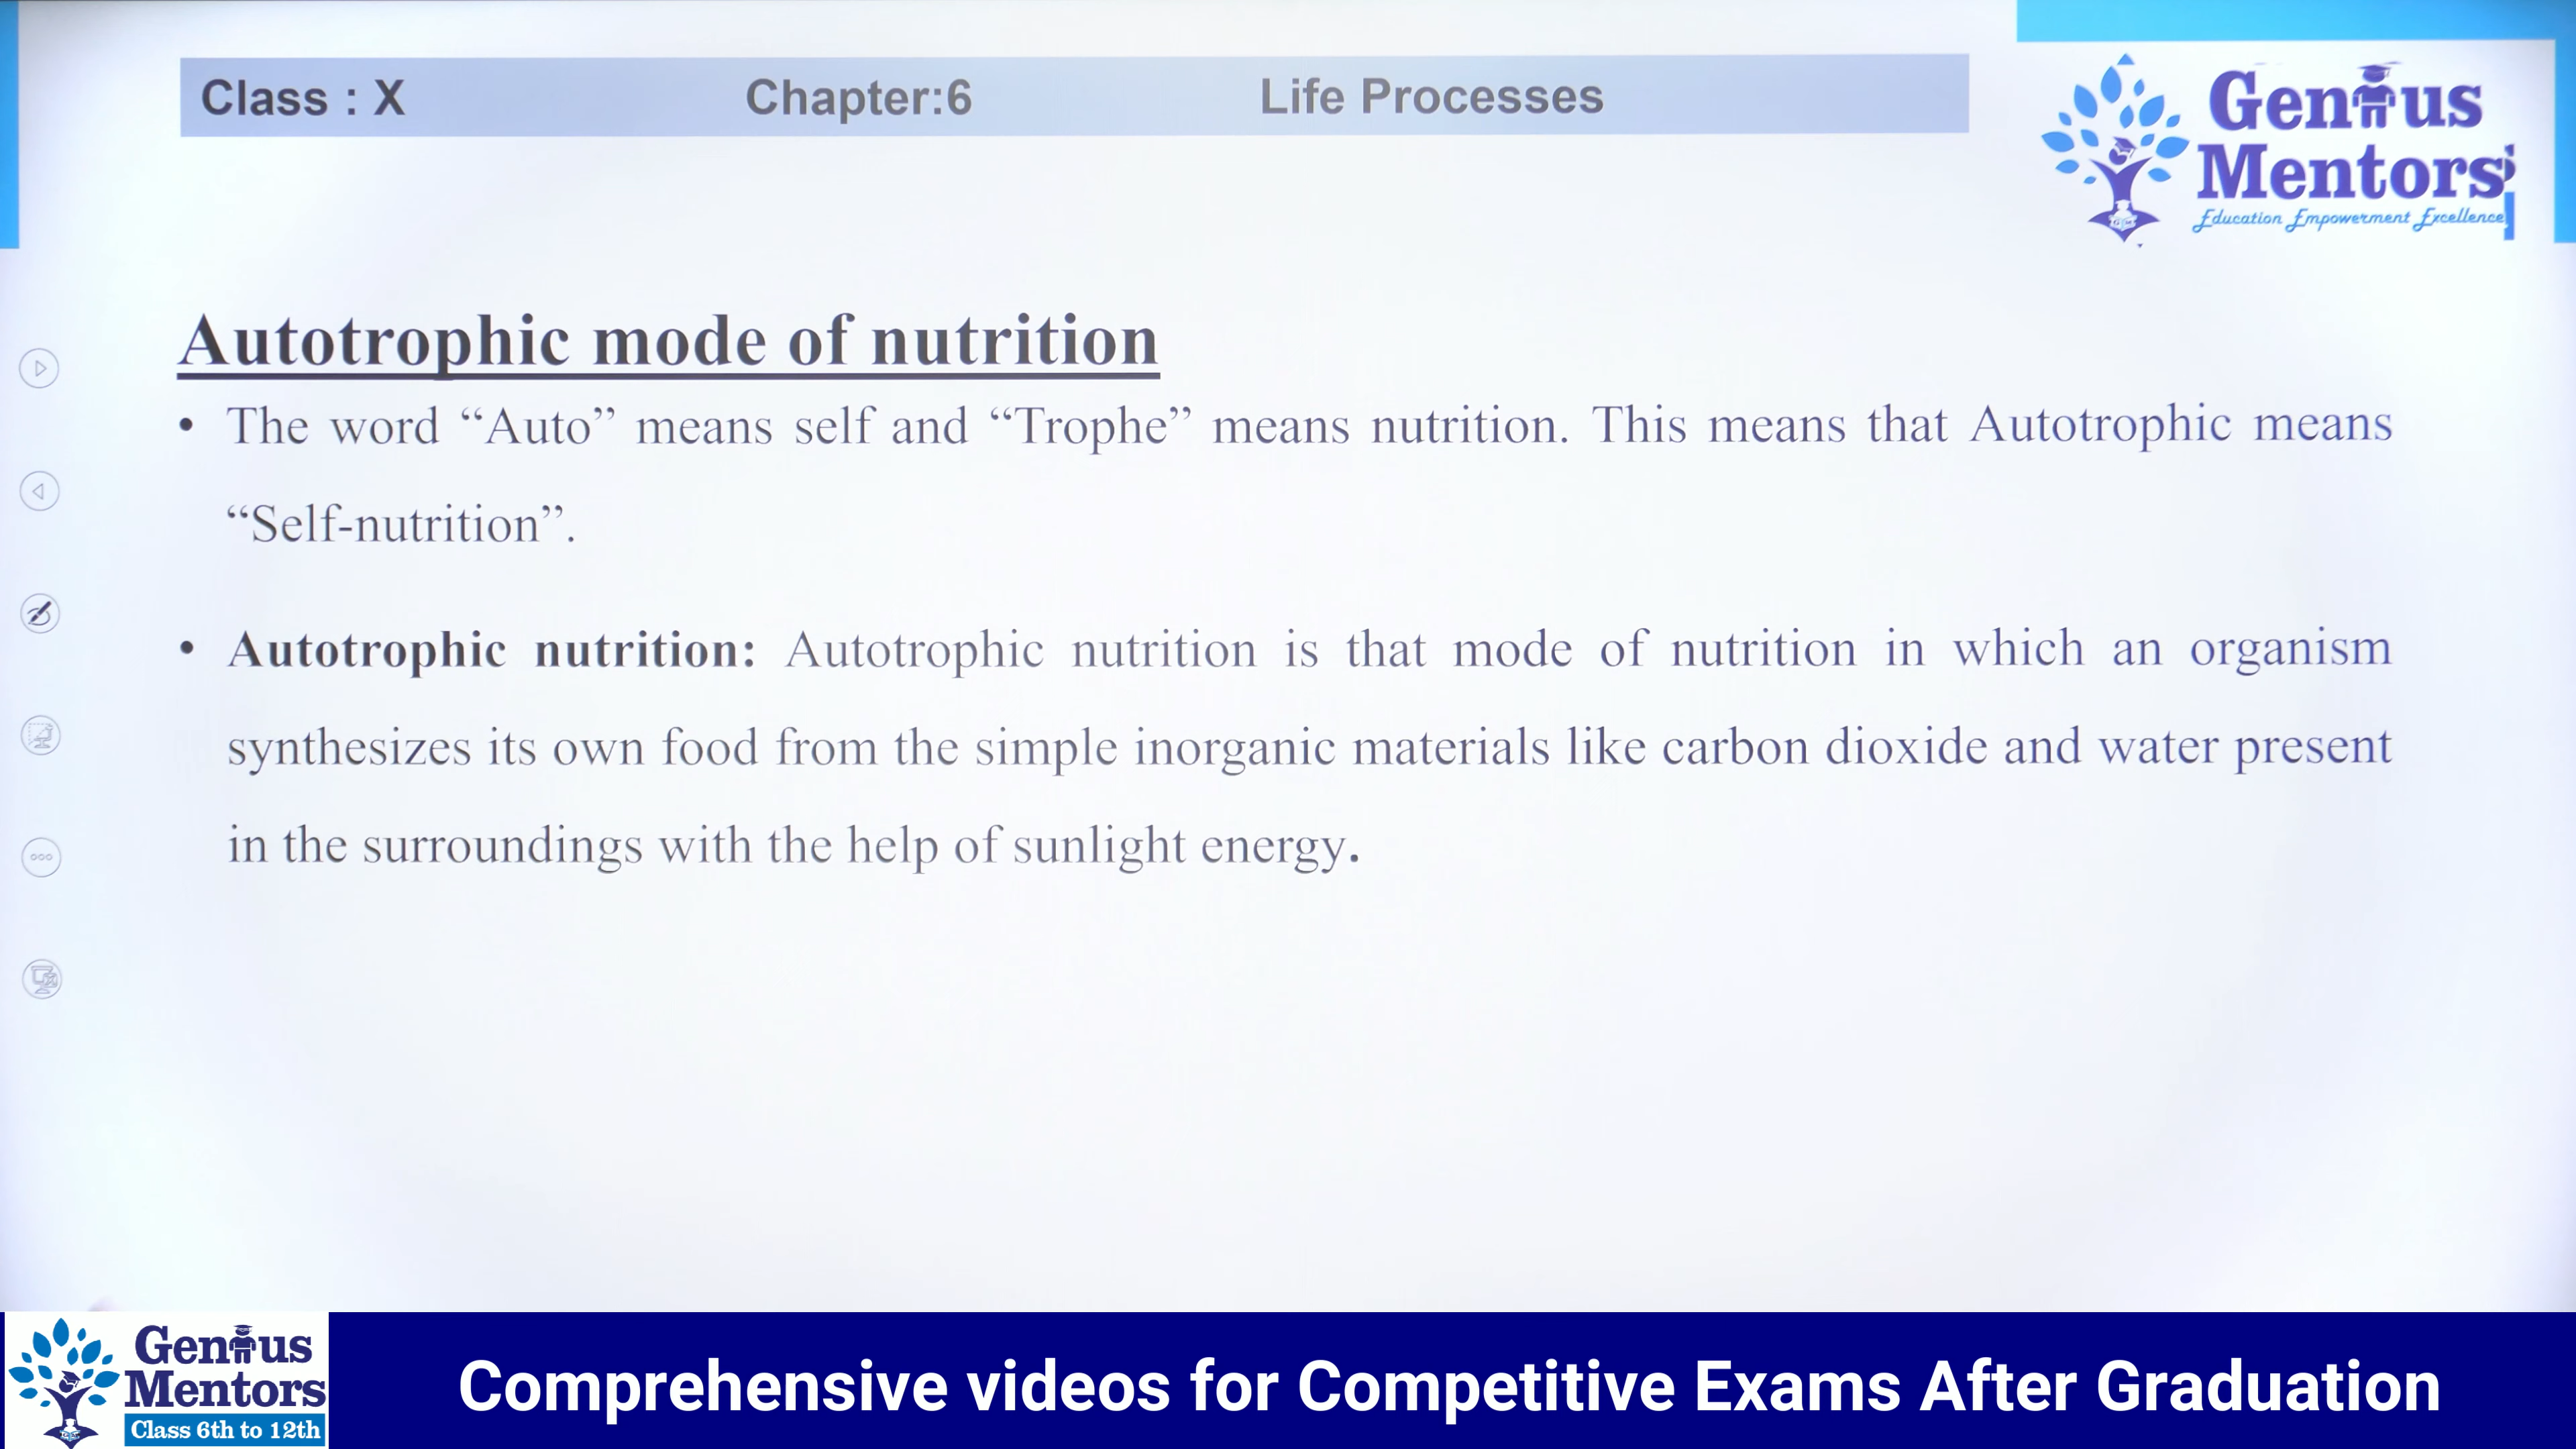 Class : X Chapter:6 Life Processes
Genius
Mentors
Education Empowerment Excellence
Autotrophic mode of nutrition
• The word “Auto” means self and “Trophe” means nutrition. This means that Autotrophic means
“Self-nutrition”.
• Autotrophic nutrition: Autotrophic nutrition is that mode of nutrition in which an organism
synthesizes its own food from the simple inorganic materials like carbon dioxide and water present
in the surroundings with the help of sunlight energy.
Genius
Mentors
Class 6th to 12th
Comprehensive videos for Competitive Exams After Graduation